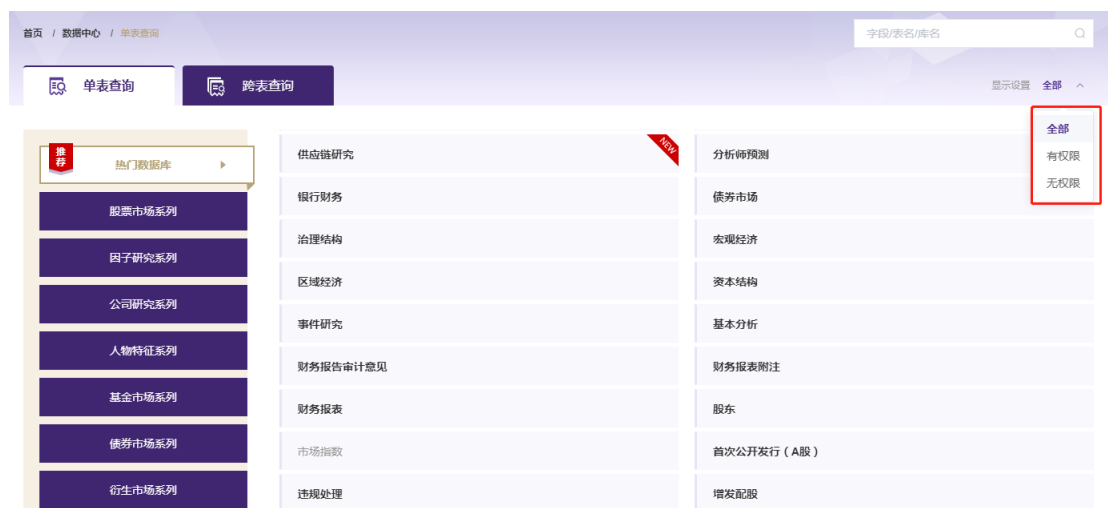 首页 / 数据中心 / 单表查询
字段/表名/库名
单表查询
跨表查询
显示设置 全部
全部
有权限
无权限
推荐
热门数据库
股票市场系列
因子研究系列
公司研究系列
人物特征系列
基金市场系列
债券市场系列
衍生市场系列
供应链研究
NEW
分析师预测
银行财务
债券市场
治理结构
宏观经济
区域经济
资本结构
事件研究
基本分析
财务报告审计意见
财务报表附注
财务报表
股东
市场指数
首次公开发行（A股）
违规处理
增发配股